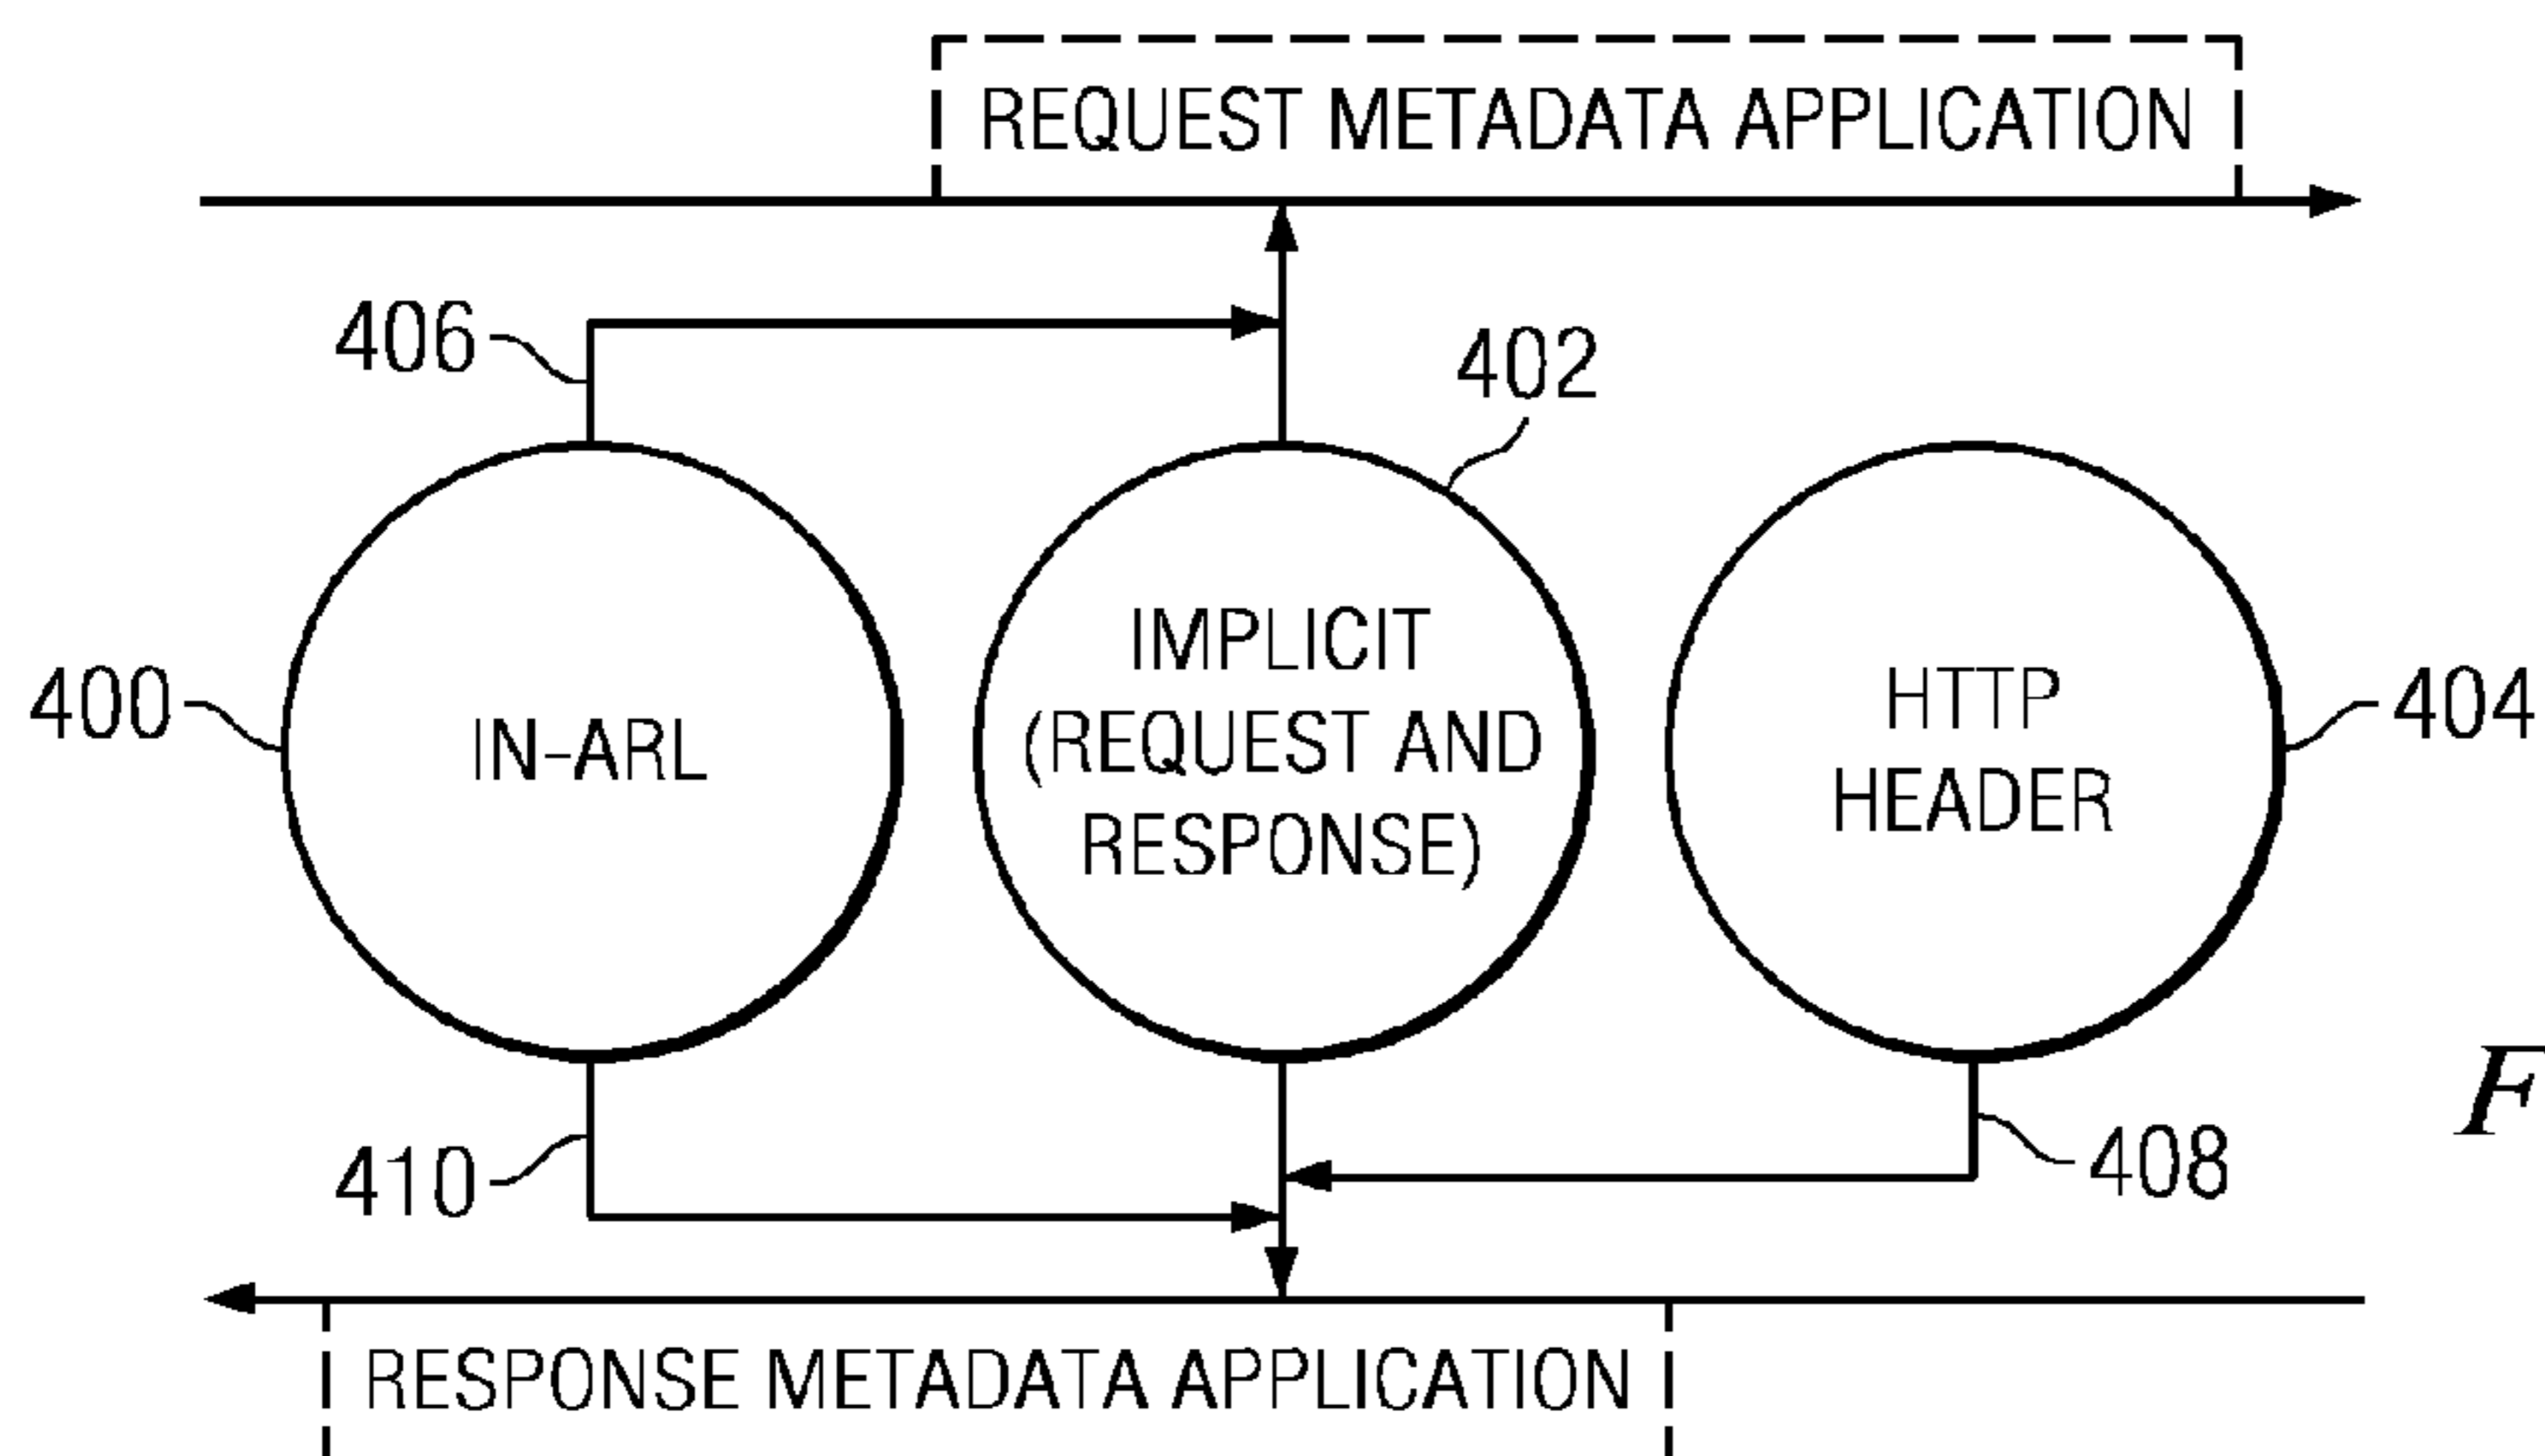 REQUEST METADATA APPLICATION
406
402
400
IN-ARL
IMPLICIT
(REQUEST AND
RESPONSE)
HTTP
HEADER
404
F
410
408
RESPONSE METADATA APPLICATION